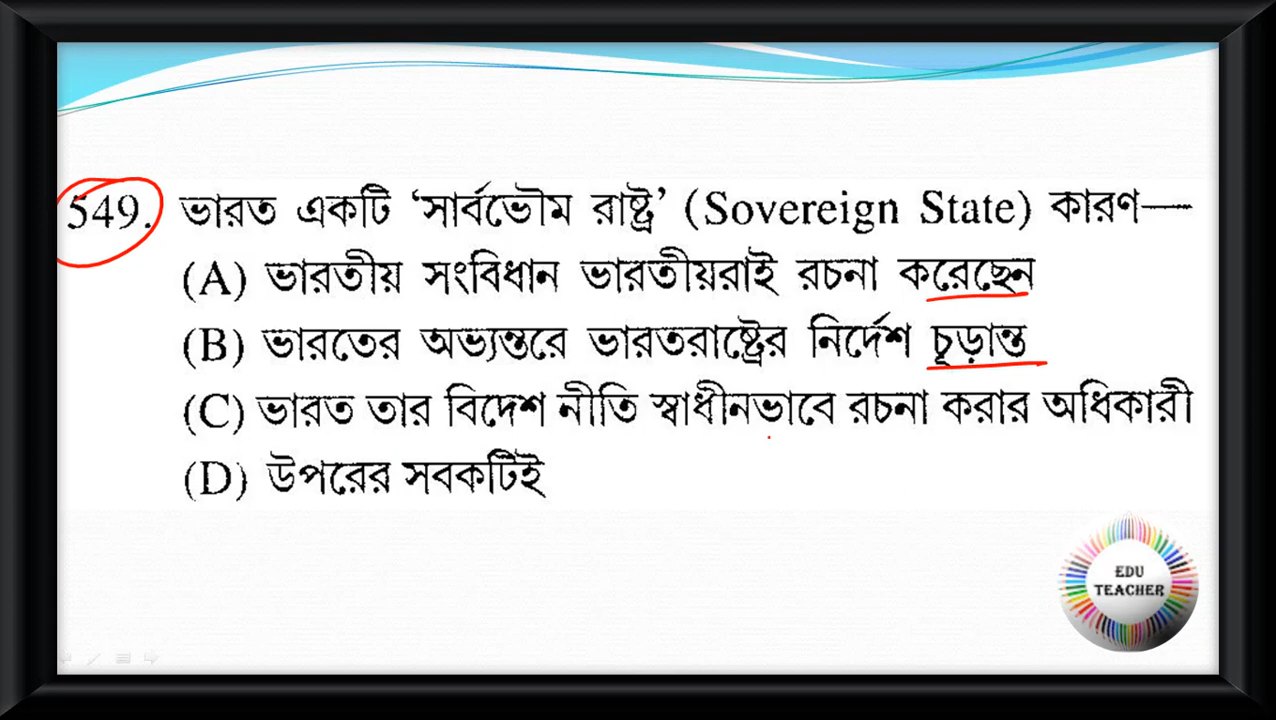 549. ভারত একটি ‘সার্বভৌম রাষ্ট্র’ (Sovereign State) কারণ—
(A) ভারতীয় সংবিধান ভারতীয়রাই রচনা করেছেন
(B) ভারতের অভ্যন্তরে ভারতরাষ্ট্রের নির্দেশ চূড়ান্ত
(C) ভারত তার বিদেশ নীতি স্বাধীনভাবে রচনা করার অধিকারী
(D) উপরের সবকটিই
EDU
TEACHER